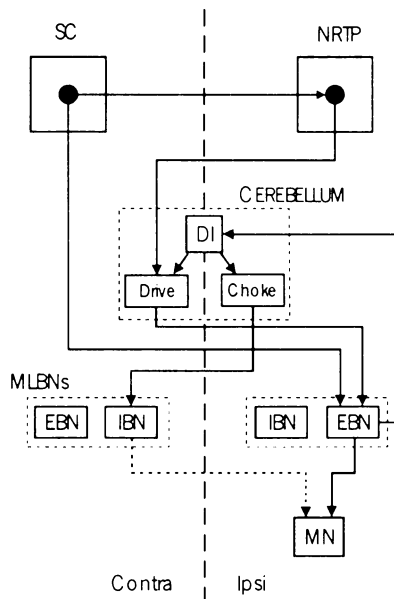 SC
NRTP
CEREBELLUM
DI
Drive
Choke
MLBNs
EBN
IBN
IBN
EBN
MN
Contra
Ipsi